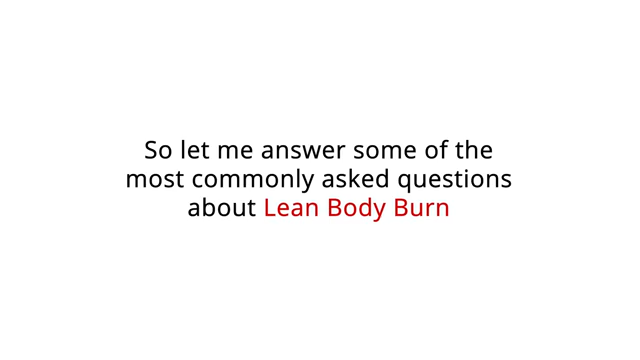 So let me answer some of the
most commonly asked questions
about Lean Body Burn